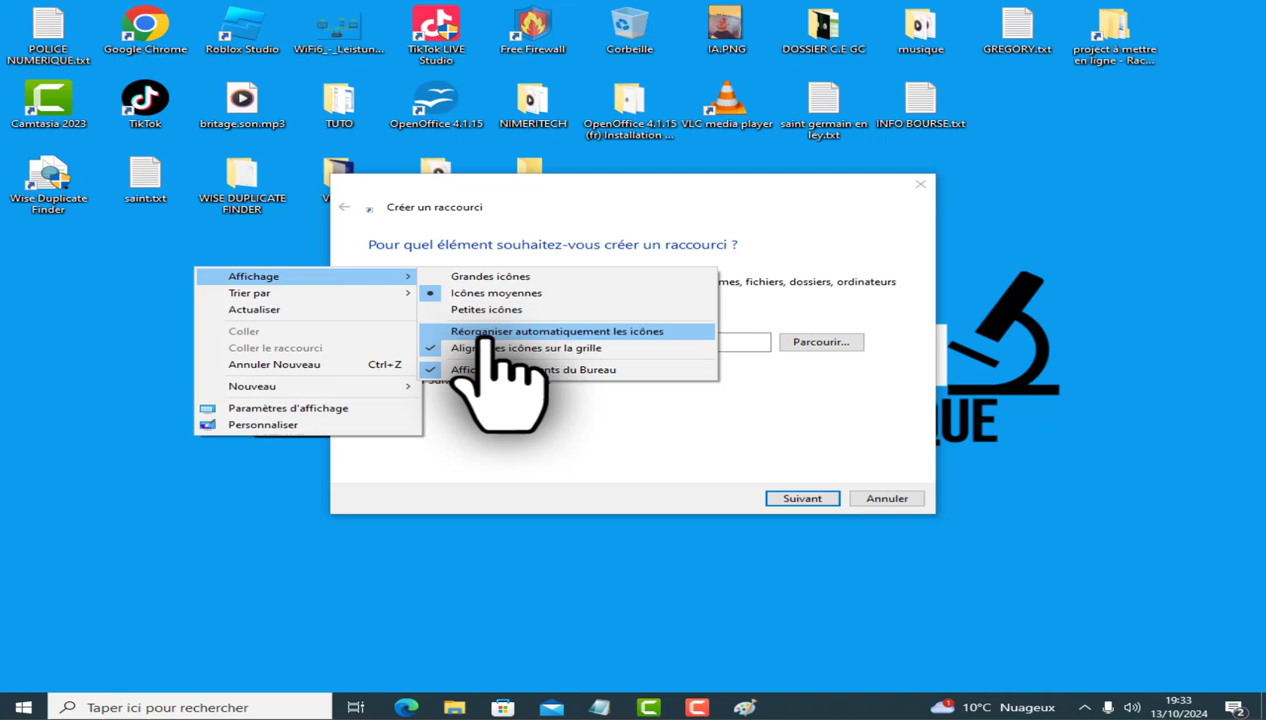 POLICE
NUMERIQUE.txt
Google Chrome
Roblox Studio
WiFi6_-_Leistun...
TikTok LIVE
Studio
Free Firewall
Corbeille
IA.PNG
DOSSIER C.E GC
musique
GREGORY.txt
project à mettre
en ligne - Rac...
Camtasia 2023
TikTok
britage.son.mp3
TUTO
OpenOffice 4.1.15
NIMERITECH
OpenOffice 4.1.15
(fr) Installation ...
VLC media player
saint germain en
ley.txt
INFO BOURSE.txt
Wise Duplicate
Finder
saint.txt
WISE DUPLICATE
FINDER
Créer un raccourci
Pour quel élément souhaitez-vous créer un raccourci ?
mes, fichiers, dossiers, ordinateurs
Parcourir...
Suivant
Annuler
Affichage
Trier par
Actualiser
Coller
Coller le raccourci
Annuler Nouveau Ctrl+Z
Nouveau
Paramètres d'affichage
Personnaliser
Grandes icônes
Icônes moyennes
Petites icônes
Réorganiser automatiquement les icônes
icônes sur la grille
du Bureau
QUE
Taper ici pour rechercher
1
10°C Nuageux
19:33
13/10/2024
2